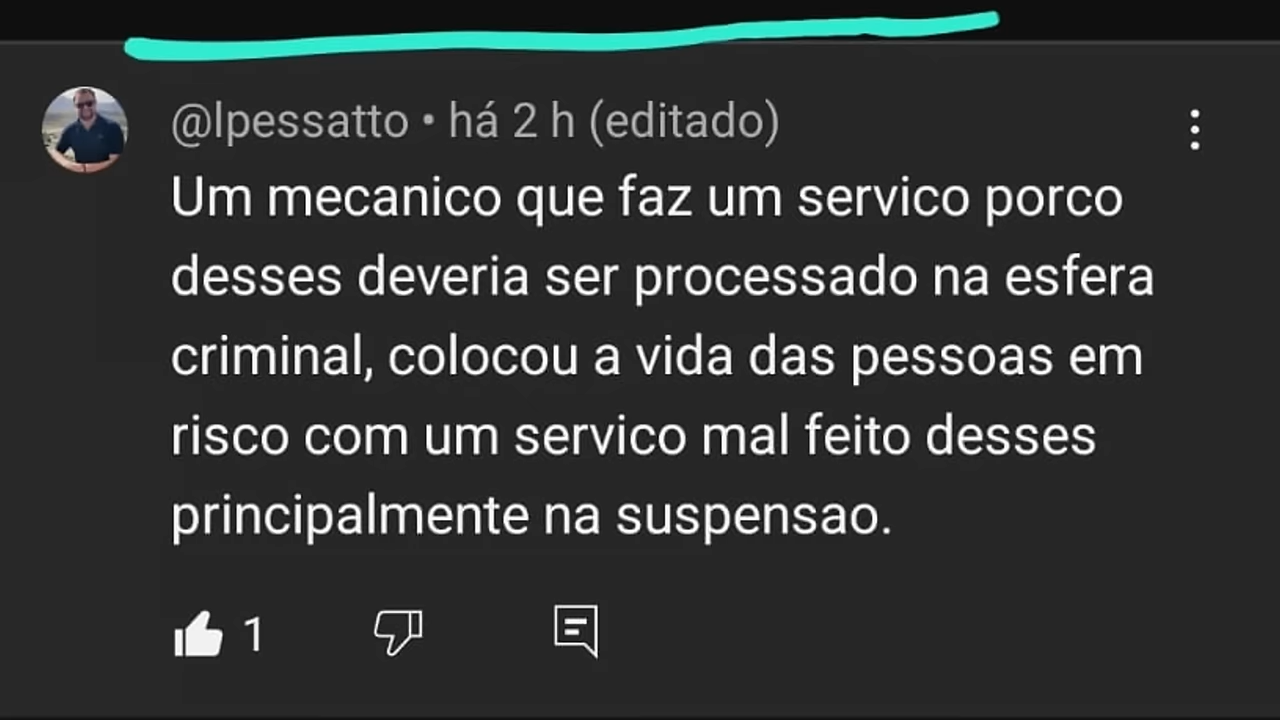 @lpessatto • há 2 h (editado)
Um mecanico que faz um servico porco
desses deveria ser processado na esfera
criminal, colocou a vida das pessoas em
risco com um servico mal feito desses
principalmente na suspensao.
1